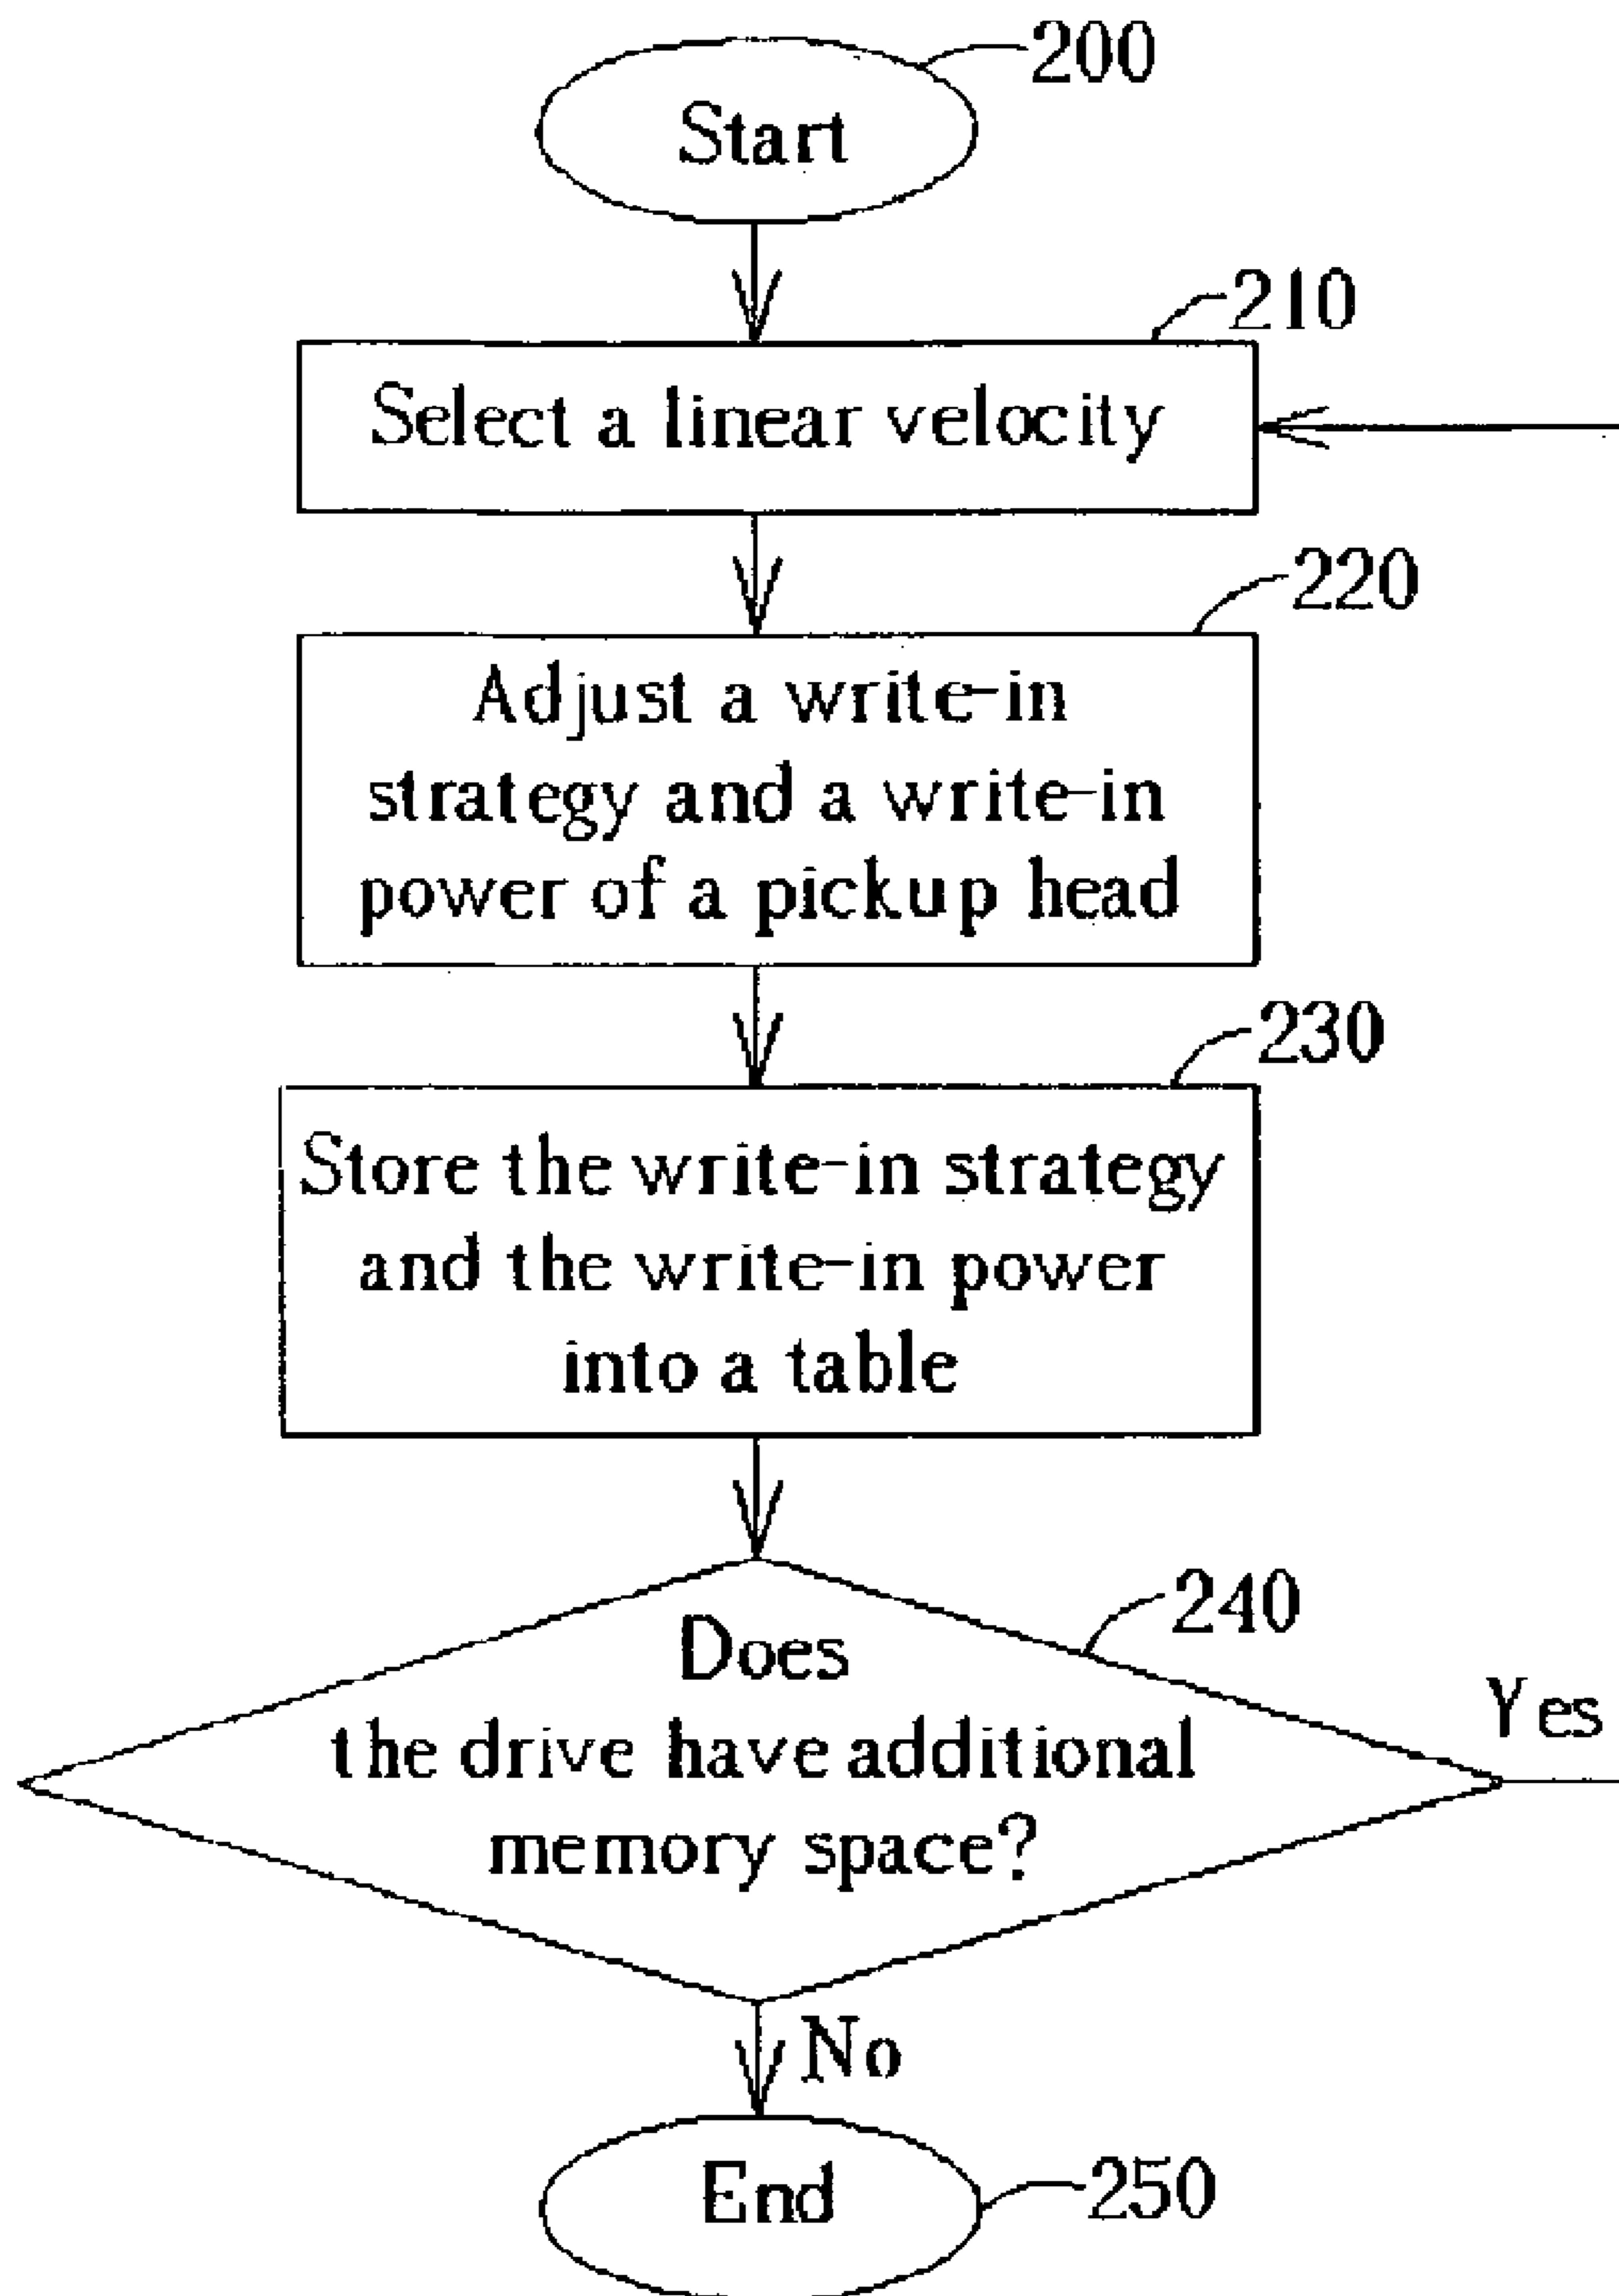 200
Start
210
Select a linear velocity
220
Adjust a write-in
strategy and a write-in
power of a pickup head
230
Store the write-in strategy
and the write-in power
into a table
240
Does
the drive have additional
memory space?
Yes
No
End
250